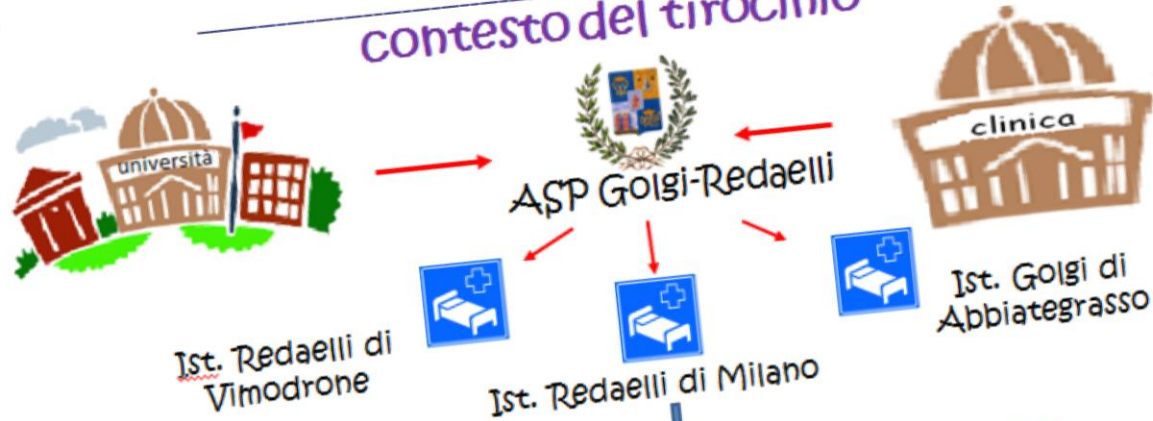 contesto del tirocinio
università
clinica
ASP Golgi-Redaelli
Ist. Redaelli di
Vimodrone
Ist. Redaelli di Milano
Ist. Golgi di
Abbiategrasso